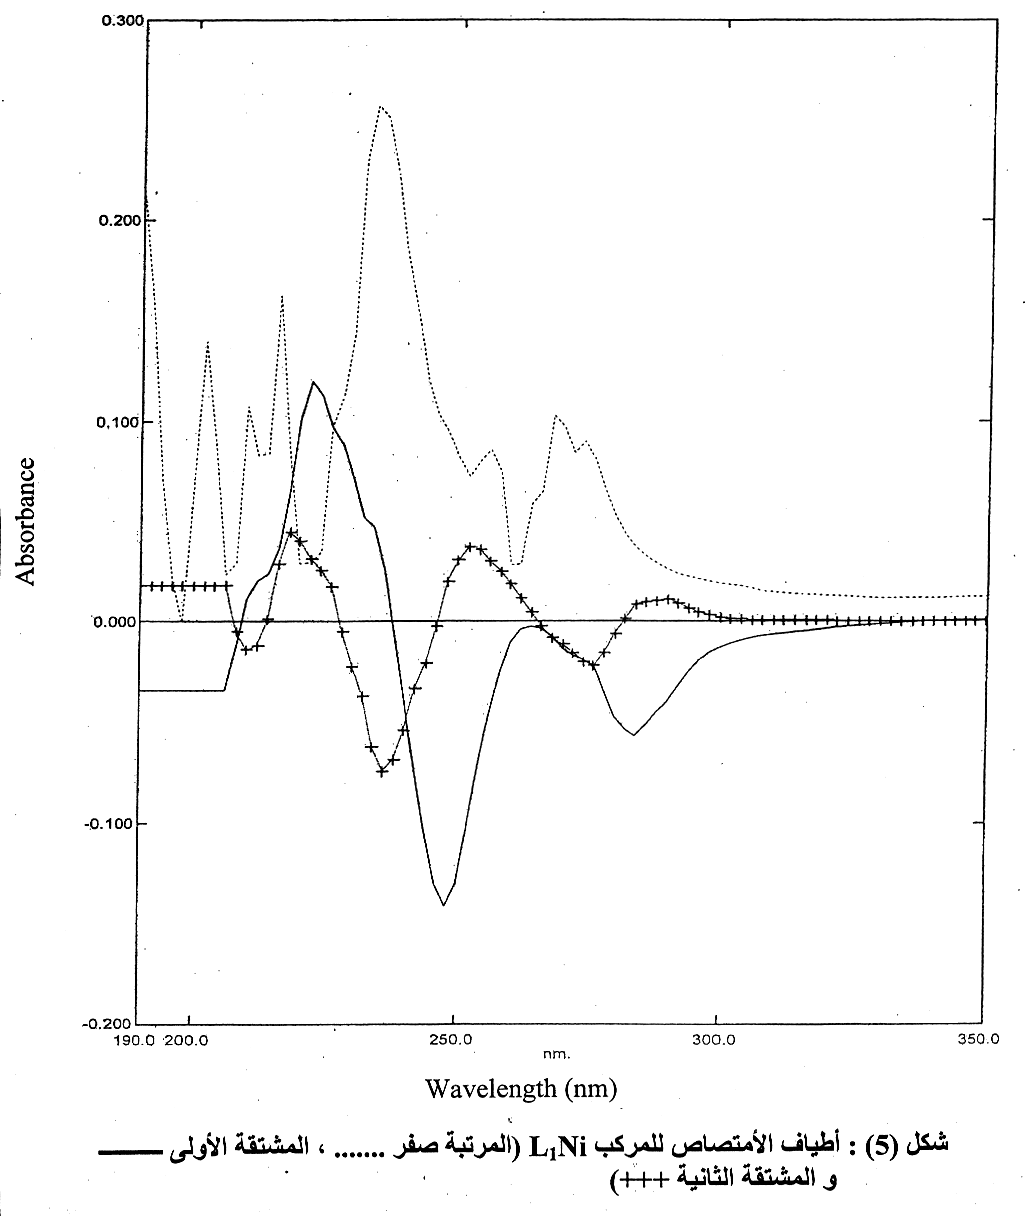 0.300
0.200
0.100
0.000
-0.100
-0.200
Absorbance
190.0 200.0 250.0 300.0 350.0
nm.
Wavelength (nm)
شكل (5) : أطياف الأمتصاص للمركب L₁Ni (المرتبة صفر ....... ، المشتقة الأولى ———
و المشتقة الثانية +++)